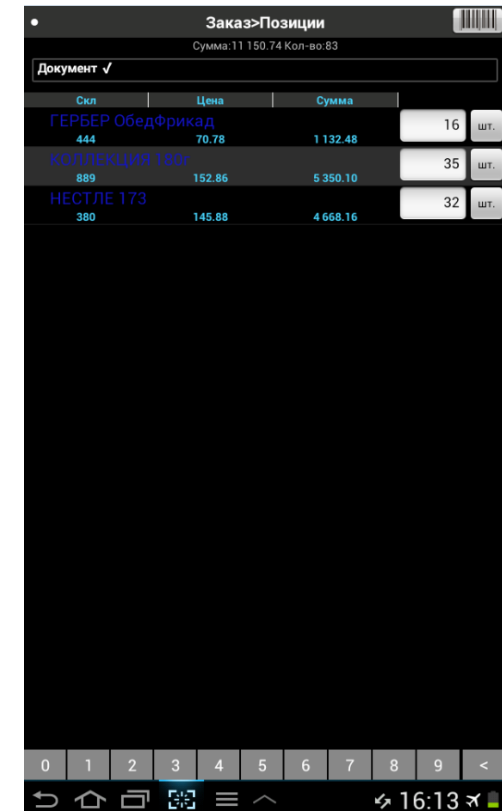 Заказ>Позиции
Сумма:11 150.74 Кол-во:83
Документ √
Скл Цена Сумма
ГЕРБЕР ОбедФрикад
444 70.78 1 132.48 16 шт.
КОЛЛЕКЦИЯ 180г
889 152.86 5 350.10 35 шт.
НЕСТЛЕ 173
380 145.88 4 668.16 32 шт.
0 1 2 3 4 5 6 7 8 9 <
16:13